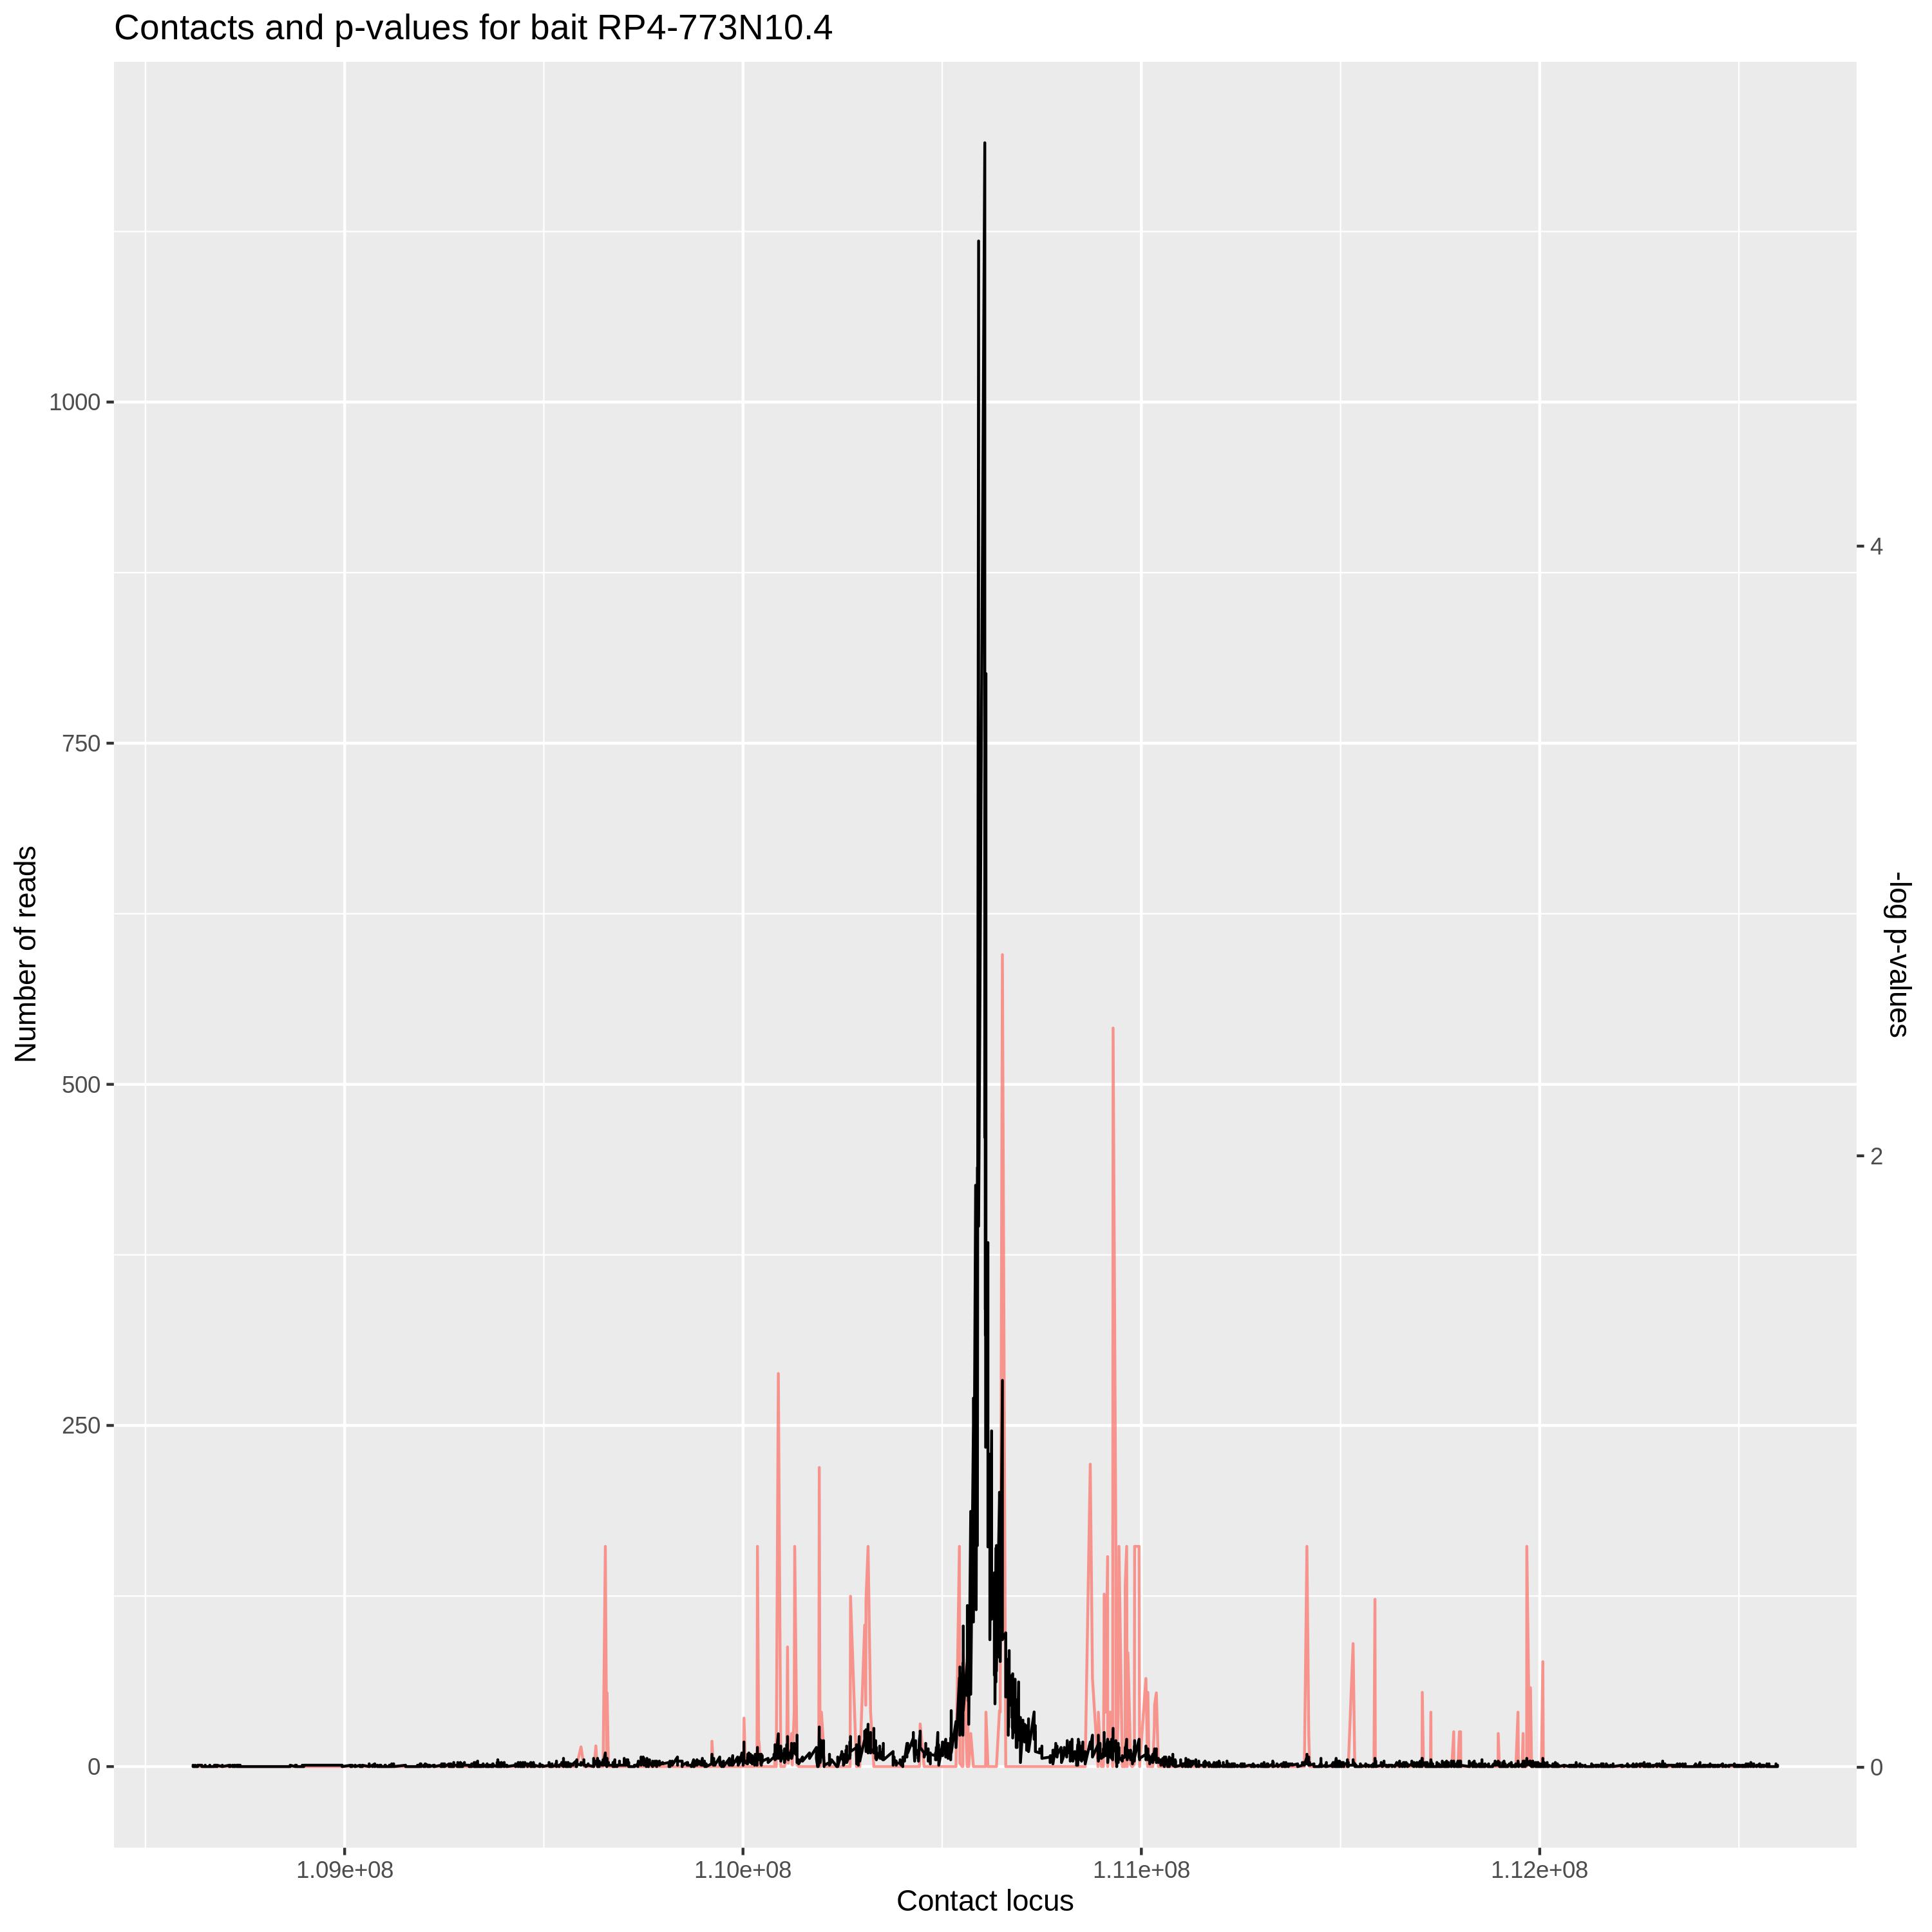 Contacts and p-values for bait RP4-773N10.4
1000
750
500
250
0
Number of reads
4
2
0
-log p-values
1.09e+08
1.10e+08
1.11e+08
1.12e+08
Contact locus